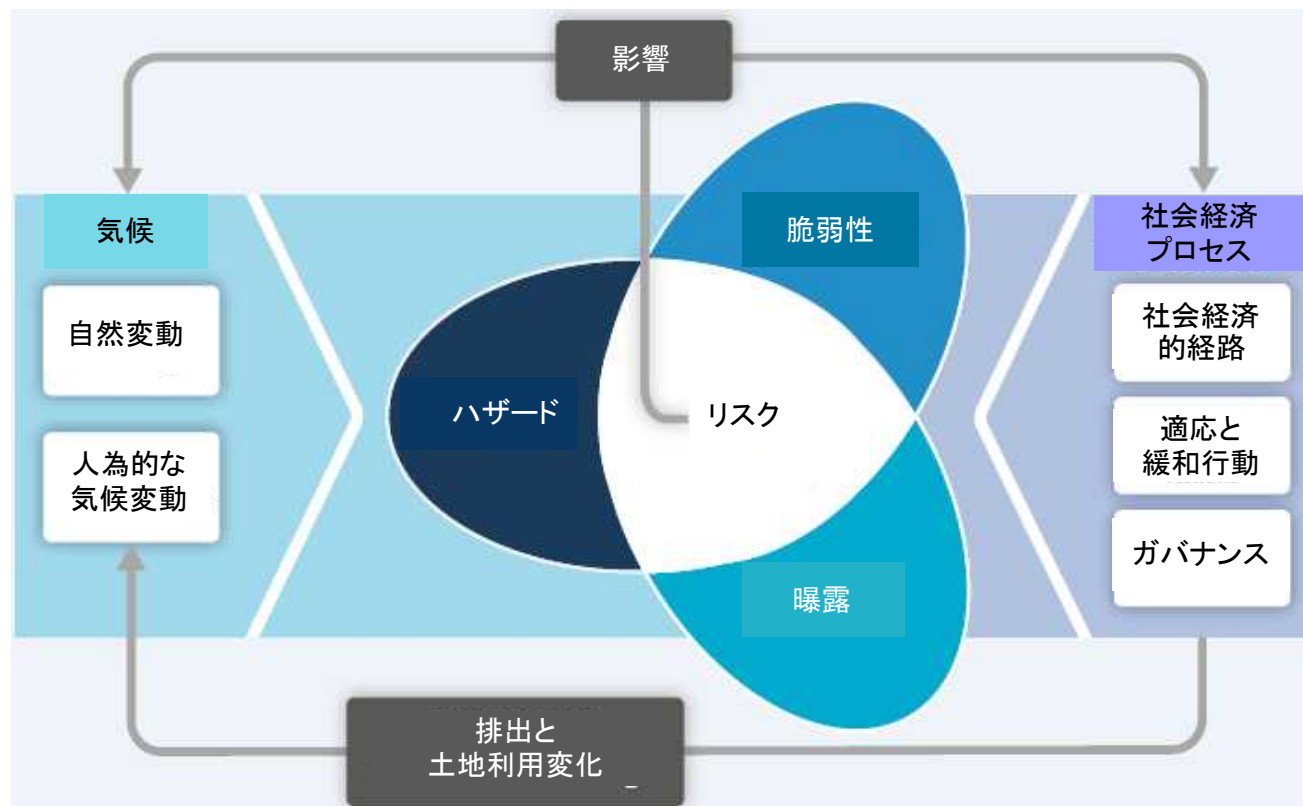 影響
気候
自然変動
人為的な
気候変動
ハザード
リスク
脆弱性
曝露
社会経済
プロセス
社会経済
的経路
適応と
緩和行動
ガバナンス
排出と
土地利用変化